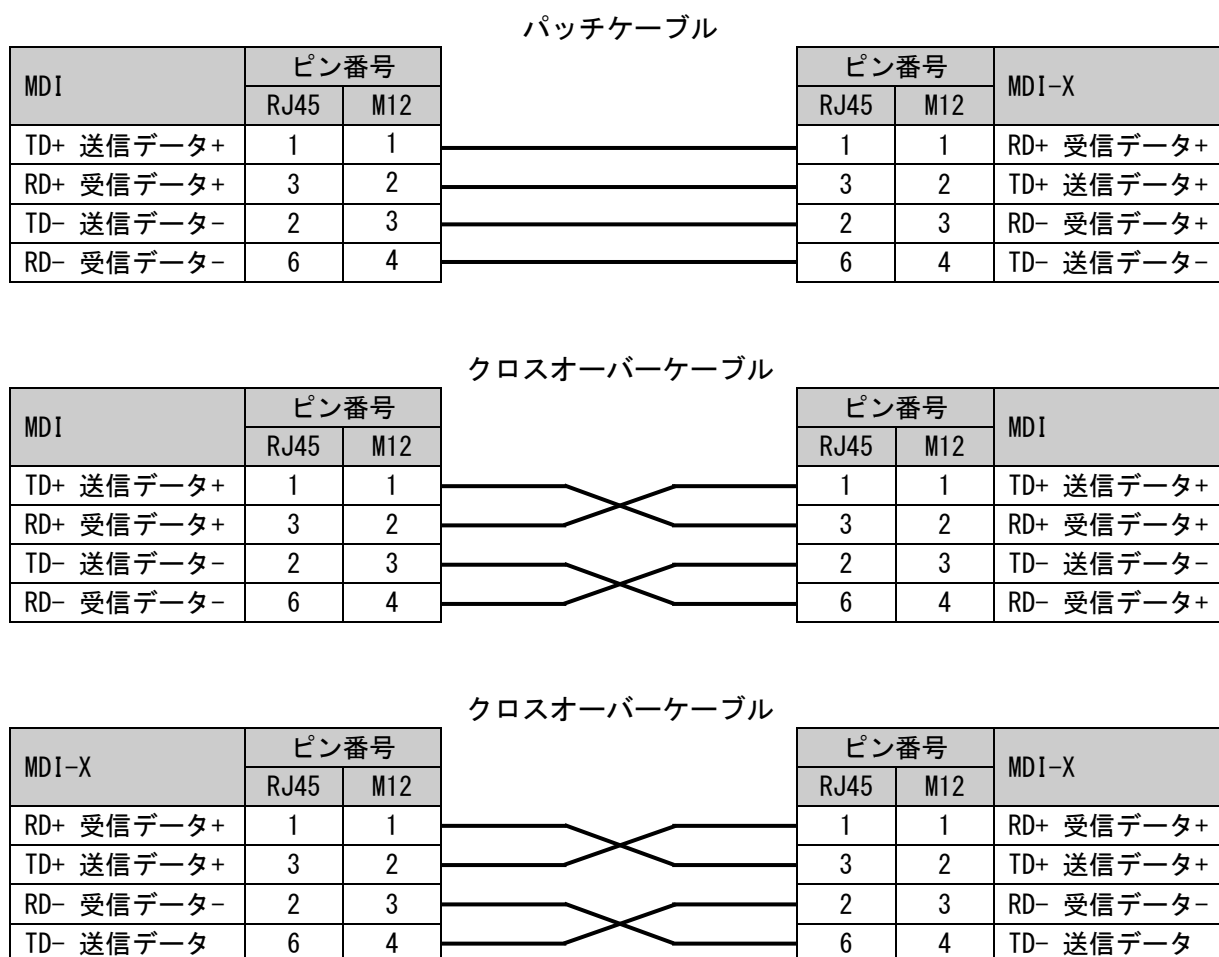 パッチケーブル
MDI ピン番号 ピン番号 MDI-X
RJ45 M12 RJ45 M12
TD+ 送信データ+ 1 1 1 1 RD+ 受信データ+
RD+ 受信データ+ 3 2 3 2 TD+ 送信データ+
TD- 送信データ- 2 3 2 3 RD- 受信データ+
RD- 受信データ- 6 4 6 4 TD- 送信データ-
クロスオーバーケーブル
MDI ピン番号 ピン番号 MDI
RJ45 M12 RJ45 M12
TD+ 送信データ+ 1 1 1 1 TD+ 送信データ+
RD+ 受信データ+ 3 2 3 2 RD+ 受信データ+
TD- 送信データ- 2 3 2 3 TD- 送信データ-
RD- 受信データ- 6 4 6 4 RD- 受信データ+
クロスオーバーケーブル
MDI-X ピン番号 ピン番号 MDI-X
RJ45 M12 RJ45 M12
RD+ 受信データ+ 1 1 1 1 RD+ 受信データ+
TD+ 送信データ+ 3 2 3 2 TD+ 送信データ+
RD- 受信データ- 2 3 2 3 RD- 受信データ-
TD- 送信データ 6 4 6 4 TD- 送信データ